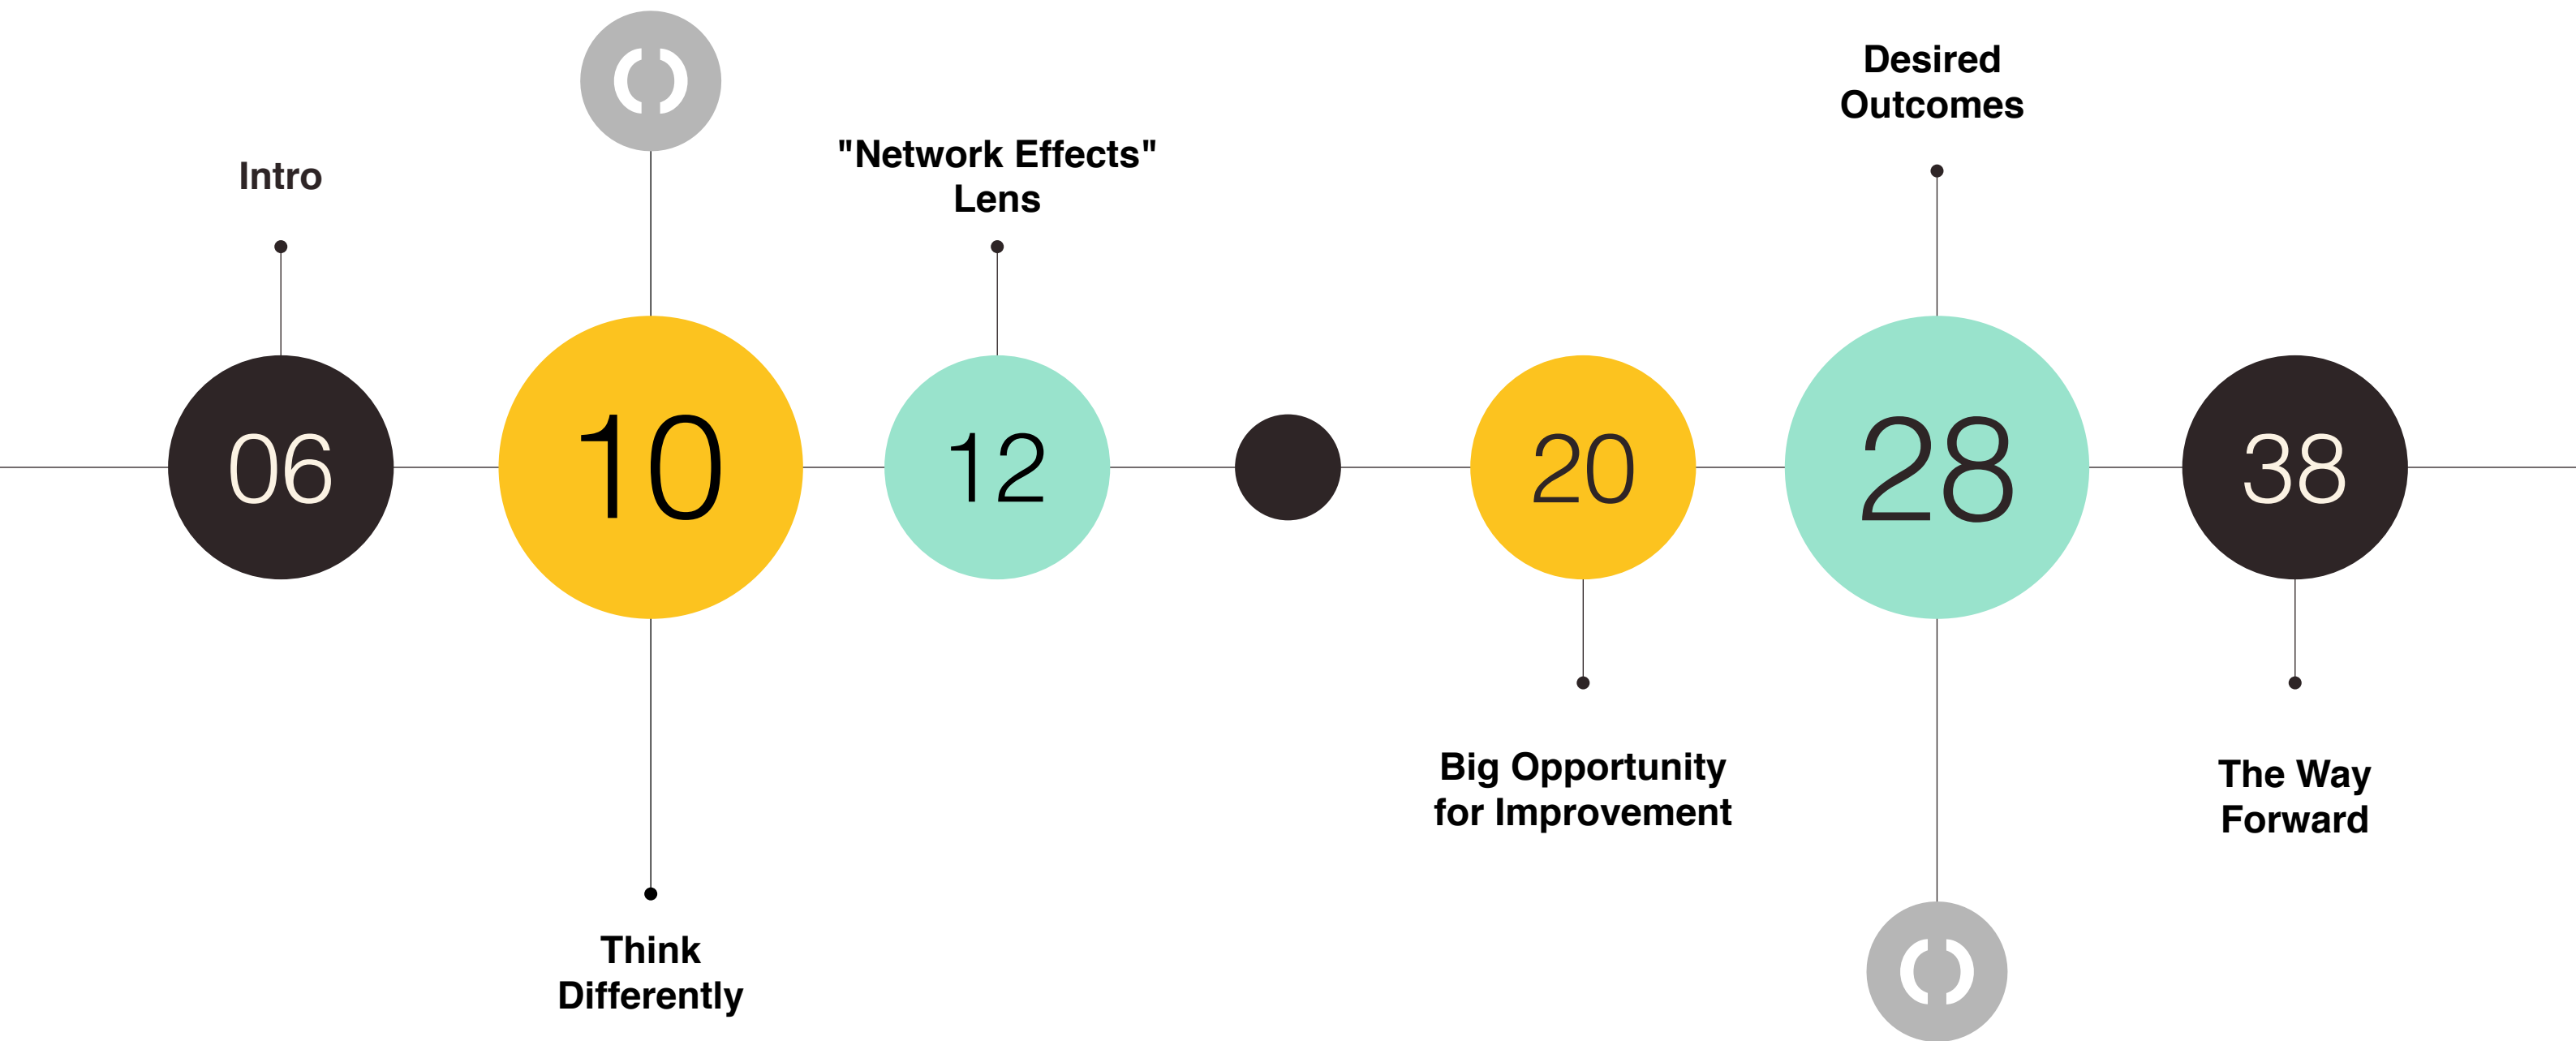 Intro
06
10
Think
Differently
"Network Effects"
Lens
12
20
Big Opportunity
for Improvement
Desired
Outcomes
28
38
The Way
Forward